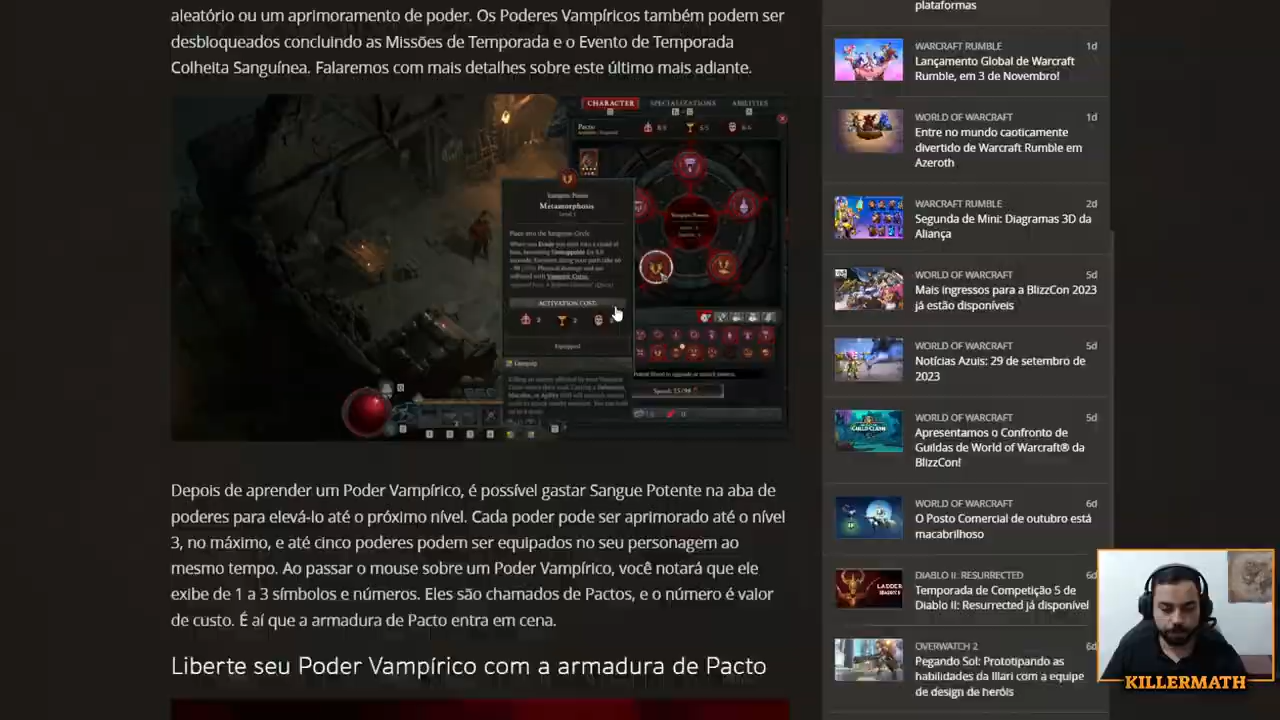 aleatório ou um aprimoramento de poder. Os Poderes Vampíricos também podem ser
desbloqueados concluindo as Missões de Temporada e o Evento de Temporada
Colheita Sanguínea. Falaremos com mais detalhes sobre este último mais adiante.
CHARACTER
SPECIALIZATIONS
ABILITIES
Pacto
Vampiric Power
Metamorphosis
Level 1
ACTIVATION COST:
Equipped
Depois de aprender um Poder Vampírico, é possível gastar Sangue Potente na aba de
poderes para elevá-lo até o próximo nível. Cada poder pode ser aprimorado até o nível
3, no máximo, e até cinco poderes podem ser equipados no seu personagem ao
mesmo tempo. Ao passar o mouse sobre um Poder Vampírico, você notará que ele
exibe de 1 a 3 símbolos e números. Eles são chamados de Pactos, e o número é valor
de custo. É aí que a armadura de Pacto entra em cena.
Liberte seu Poder Vampírico com a armadura de Pacto
plataformas
WARCRAFT RUMBLE 1d
Lançamento Global de Warcraft
Rumble, em 3 de Novembro!
WORLD OF WARCRAFT 1d
Entre no mundo caoticamente
divertido de Warcraft Rumble em
Azeroth
WARCRAFT RUMBLE 2d
Segunda de Mini: Diagramas 3D da
Aliança
WORLD OF WARCRAFT 5d
Mais ingressos para a BlizzCon 2023
já estão disponíveis
WORLD OF WARCRAFT 5d
Notícias Azuis: 29 de setembro de
2023
WORLD OF WARCRAFT 5d
Apresentamos o Confronto de
Guildas de World of Warcraft® da
BlizzCon!
WORLD OF WARCRAFT 6d
O Posto Comercial de outubro está
macabrilhoso
DIABLO II: RESURRECTED 6d
Temporada de Competição 5 de
Diablo II: Resurrected já disponível
OVERWATCH 2 6d
Pegando Sol: Prototipando as
habilidades da Illari com a equipe
de design de heróis
KILLERMATH